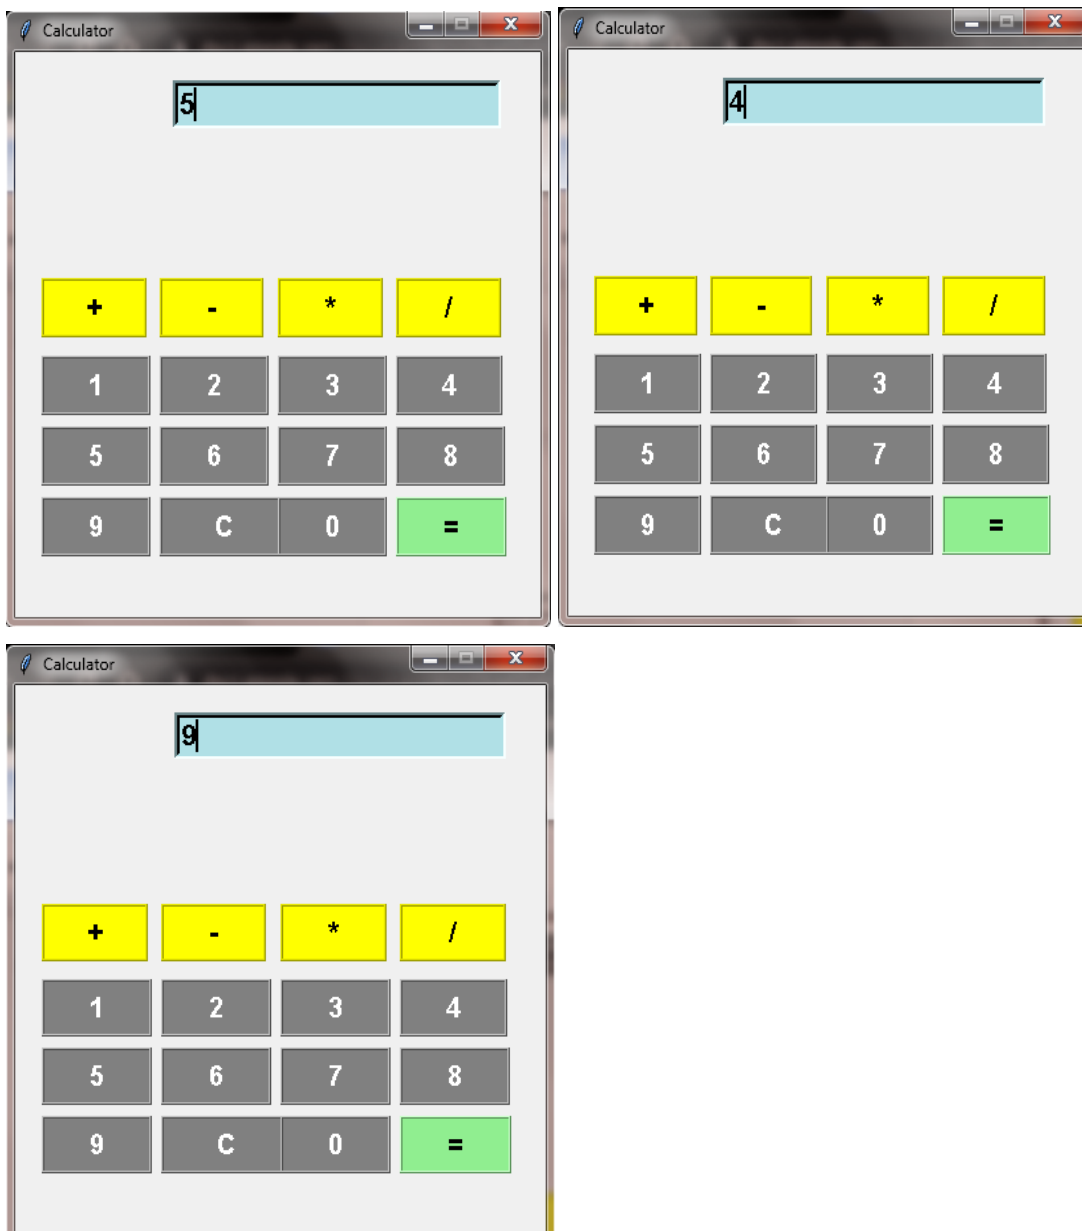 Calculator
5
+ - * /
1 2 3 4
5 6 7 8
9 C 0 =
Calculator
4
+ - * /
1 2 3 4
5 6 7 8
9 C 0 =
Calculator
9
+ - * /
1 2 3 4
5 6 7 8
9 C 0 =